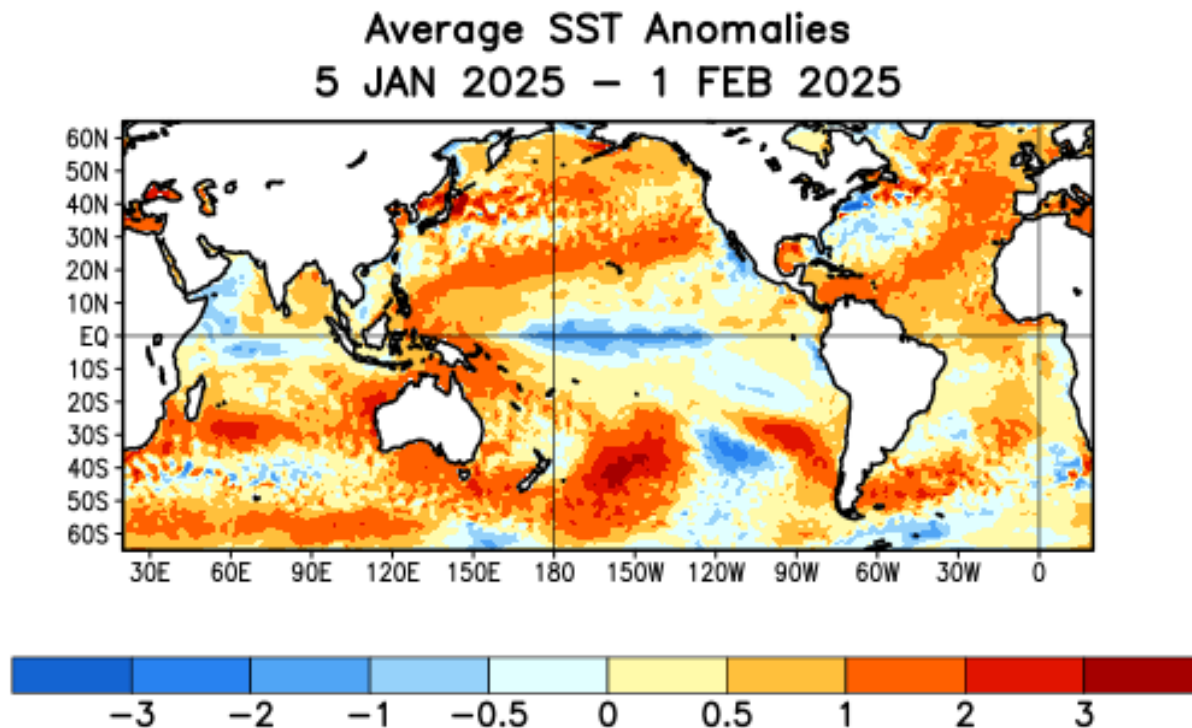 Average SST Anomalies
5 JAN 2025 – 1 FEB 2025
60N
50N
40N
30N
20N
10N
EQ
10S
20S
30S
40S
50S
60S
30E 60E 90E 120E 150E 180 150W 120W 90W 60W 30W 0
−3 −2 −1 −0.5 0 0.5 1 2 3